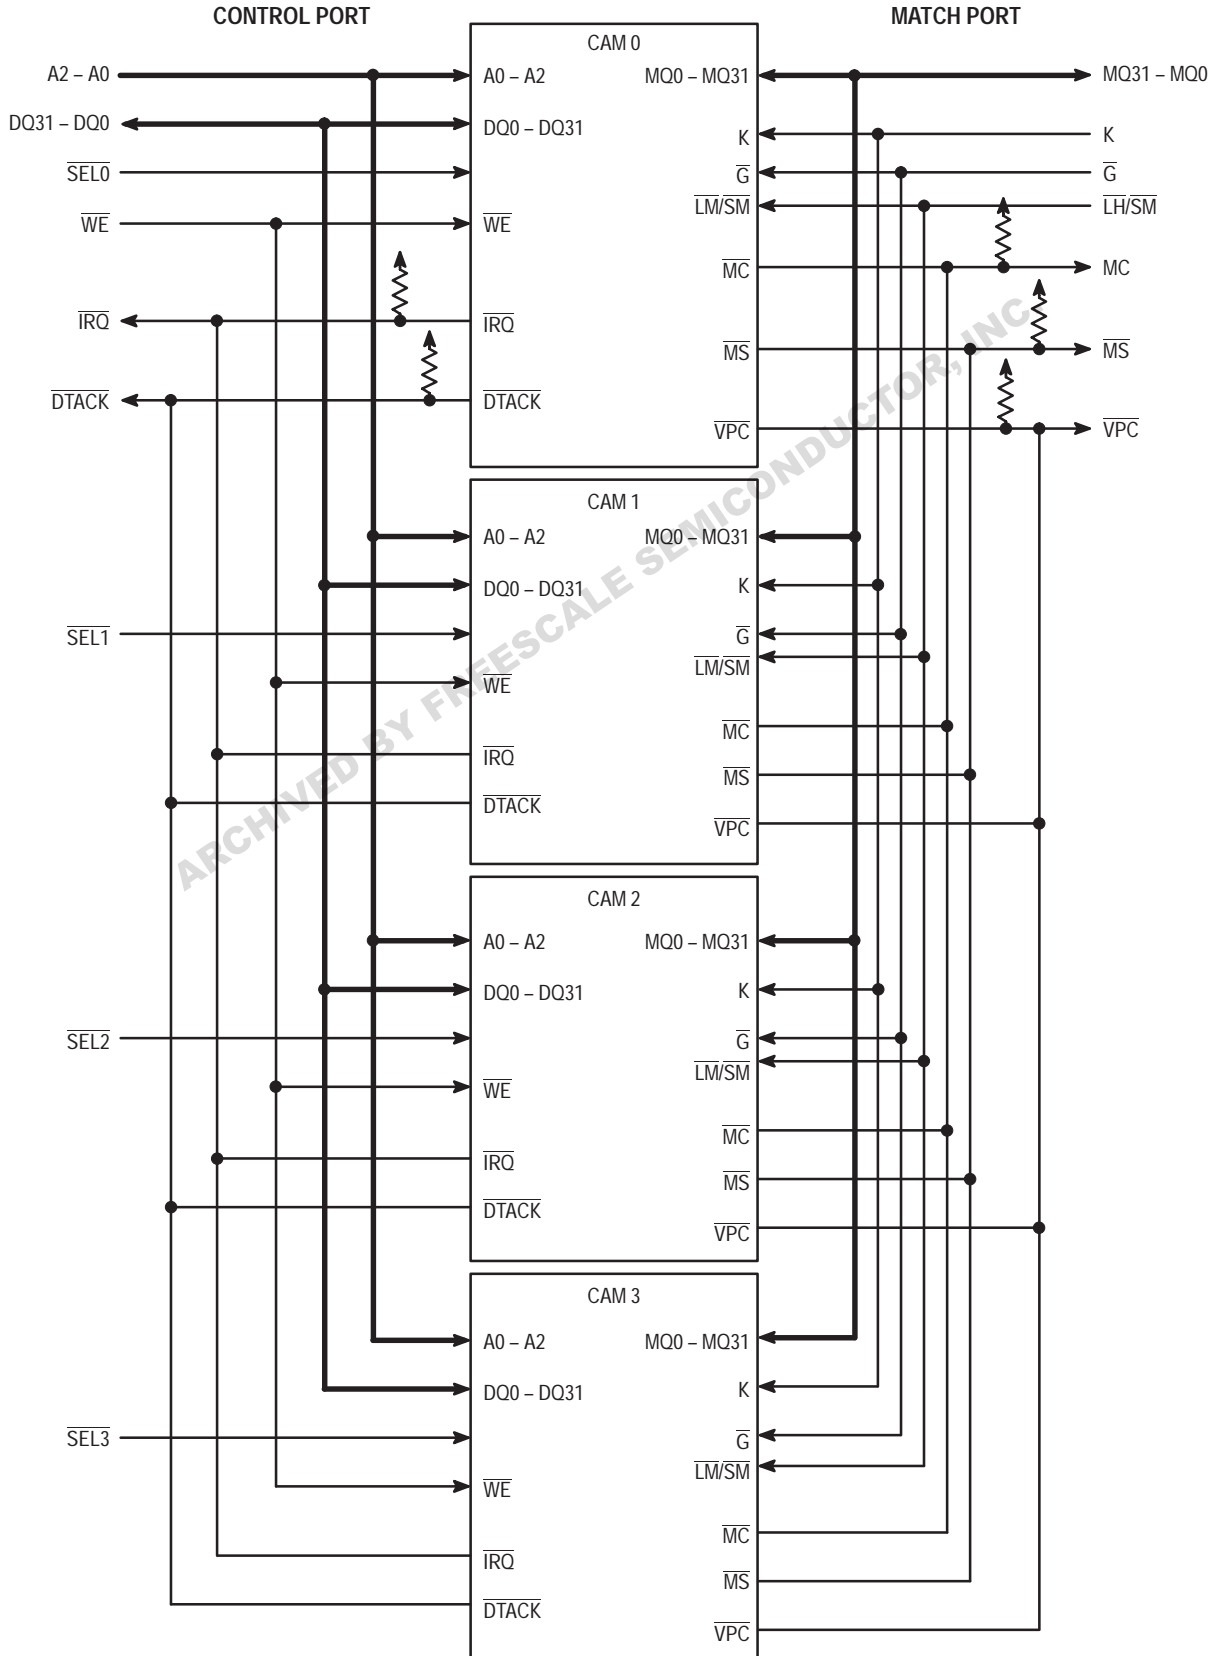 CONTROL PORT
MATCH PORT
A2 – A0
DQ31 – DQ0
SEL0
WE
IRQ
DTACK
SEL1
SEL2
SEL3
CAM 0
A0 – A2
MQ0 – MQ31
DQ0 – DQ31
K
G
LM/SM
WE
MC
IRQ
MS
DTACK
VPC
CAM 1
A0 – A2
MQ0 – MQ31
DQ0 – DQ31
K
G
LM/SM
WE
MC
IRQ
MS
DTACK
VPC
CAM 2
A0 – A2
MQ0 – MQ31
DQ0 – DQ31
K
G
LM/SM
WE
MC
IRQ
MS
DTACK
VPC
CAM 3
A0 – A2
MQ0 – MQ31
DQ0 – DQ31
K
G
LM/SM
WE
MC
IRQ
MS
DTACK
VPC
MQ31 – MQ0
K
G
LH/SM
MC
MS
VPC
ARCHIVED BY FREESCALE SEMICONDUCTOR, INC.